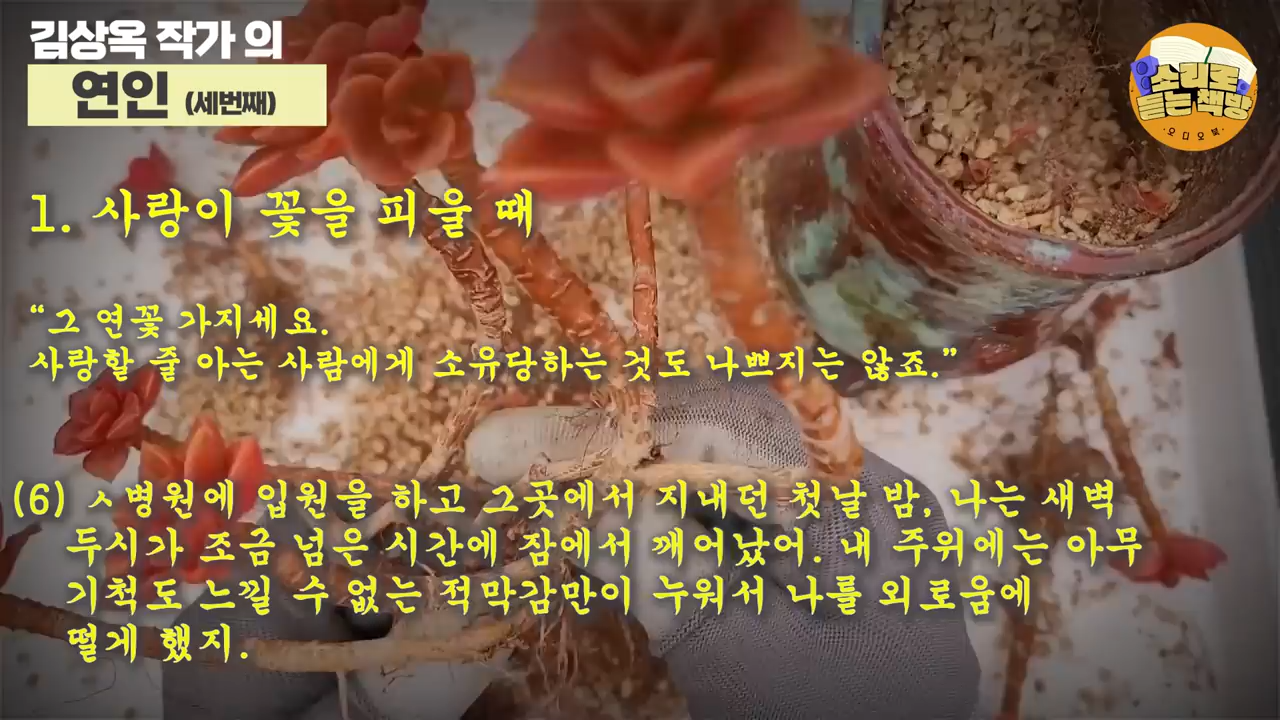 김상옥 작가 의
연인 (세번째)
소리로
듣는 책방
·오디오북·
1. 사랑이 꽃을 피울 때
“그 연꽃 가지세요.
사랑할 줄 아는 사람에게 소유당하는 것도 나쁘지는 않죠.”
(6) ㅅ병원에 입원을 하고 그곳에서 지내던 첫날 밤, 나는 새벽
두시가 조금 넘은 시간에 잠에서 깨어났어. 내 주위에는 아무
기척도 느낄 수 없는 적막감만이 누워서 나를 외로움에
떨게 했지.